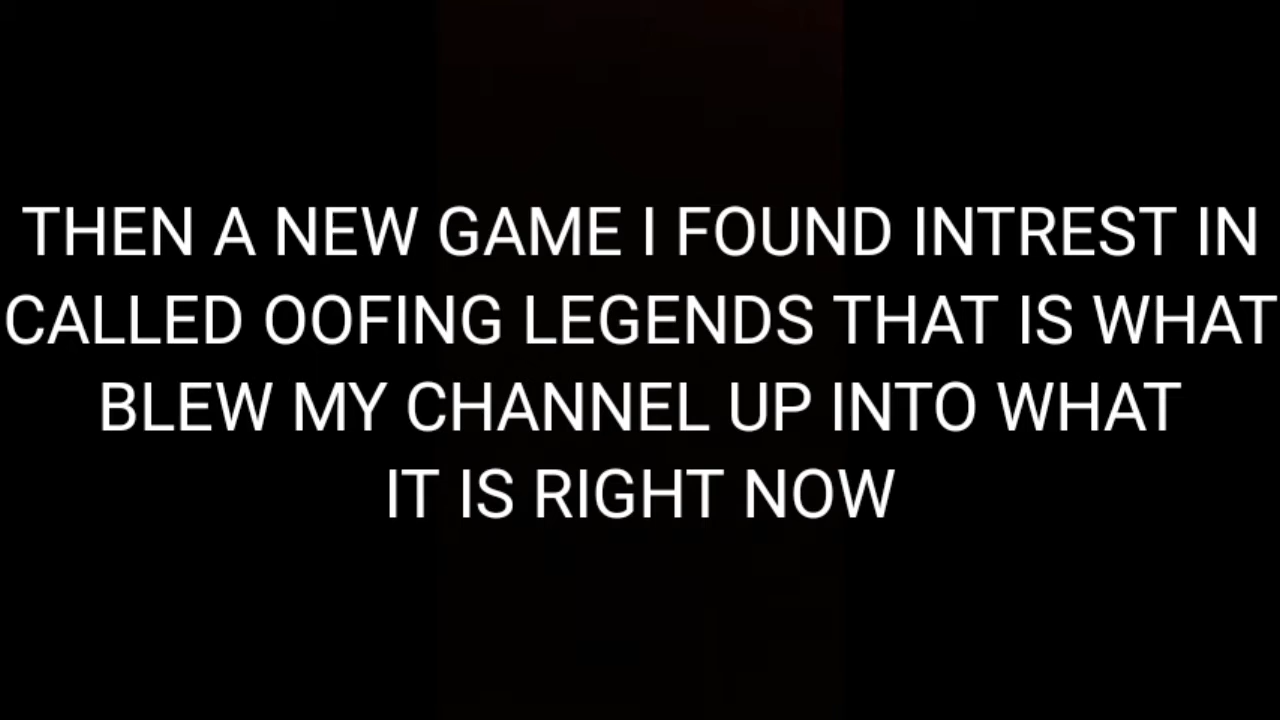 THEN A NEW GAME I FOUND INTREST IN
CALLED OOFING LEGENDS THAT IS WHAT
BLEW MY CHANNEL UP INTO WHAT
IT IS RIGHT NOW